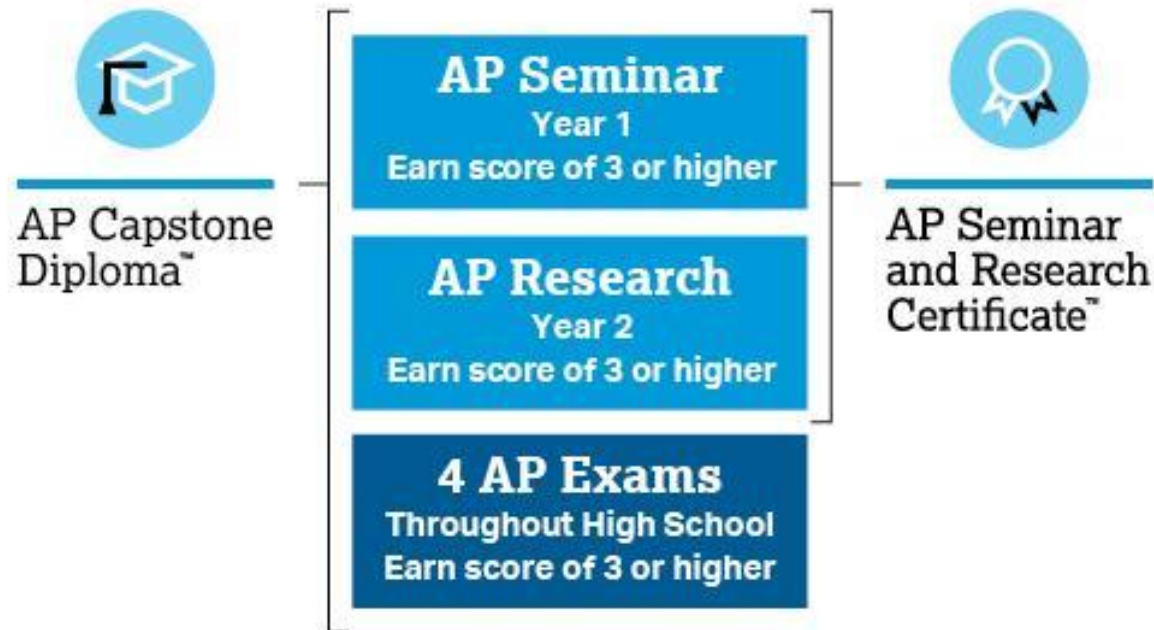 AP Capstone
Diploma™
AP Seminar
Year 1
Earn score of 3 or higher
AP Research
Year 2
Earn score of 3 or higher
4 AP Exams
Throughout High School
Earn score of 3 or higher
AP Seminar
and Research
Certificate™